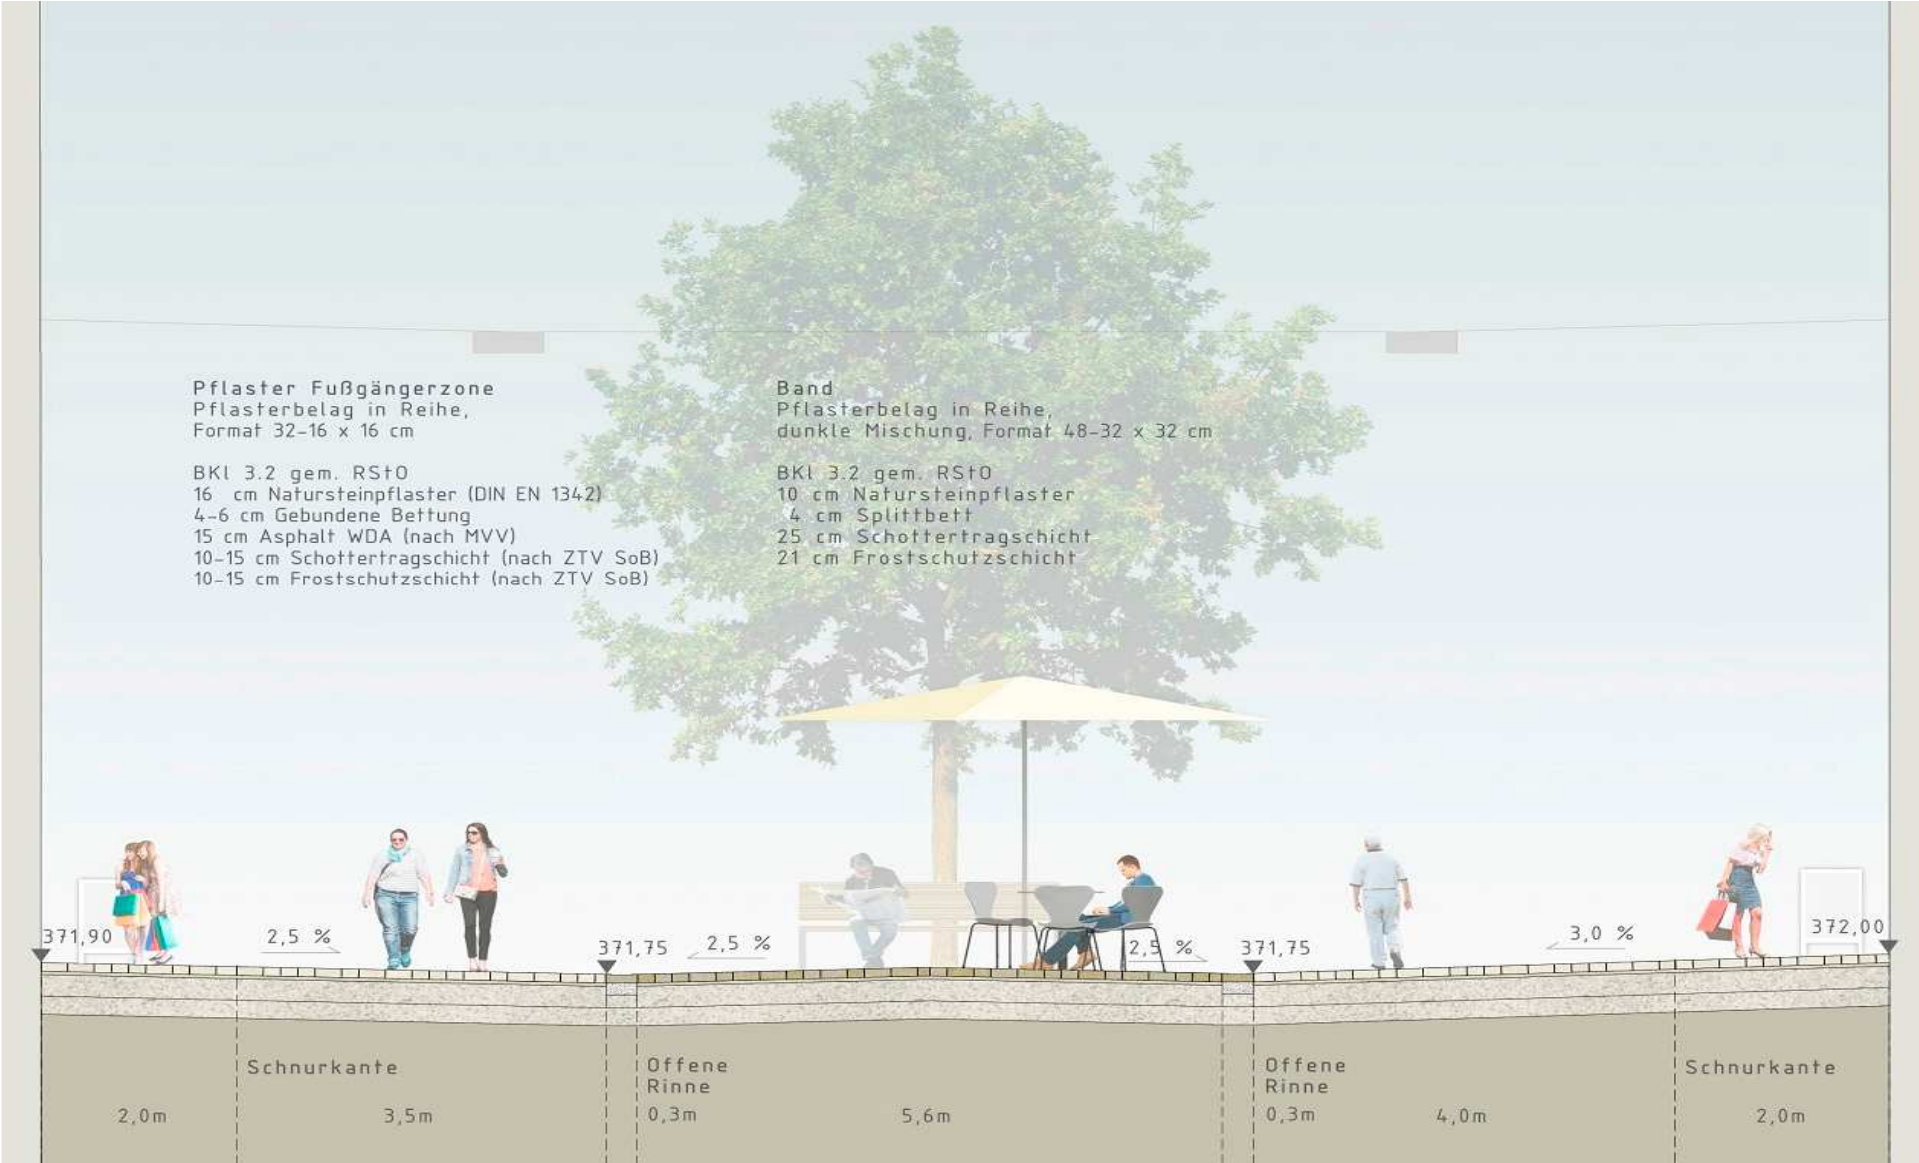 Pflaster Fußgängerzone
Pflasterbelag in Reihe,
Format 32-16 x 16 cm
BKl 3.2 gem. RStO
16 cm Natursteinpflaster (DIN EN 1342)
4-6 cm Gebundene Bettung
15 cm Asphalt WDA (nach MVV)
10-15 cm Schottertragschicht (nach ZTV SoB)
10-15 cm Frostschutzschicht (nach ZTV SoB)
Band
Pflasterbelag in Reihe,
dunkle Mischung, Format 48-32 x 32 cm
BKl 3.2 gem. RStO
10 cm Natursteinpflaster
4 cm Splittbett
25 cm Schottertragschicht
21 cm Frostschutzschicht
371,90
2,5 %
371,75
2,5 %
2,5 %
371,75
3,0 %
372,00
Schnurkante
Offene
Rinne
Offene
Rinne
Schnurkante
2,0m
3,5m
0,3m
5,6m
0,3m
4,0m
2,0m